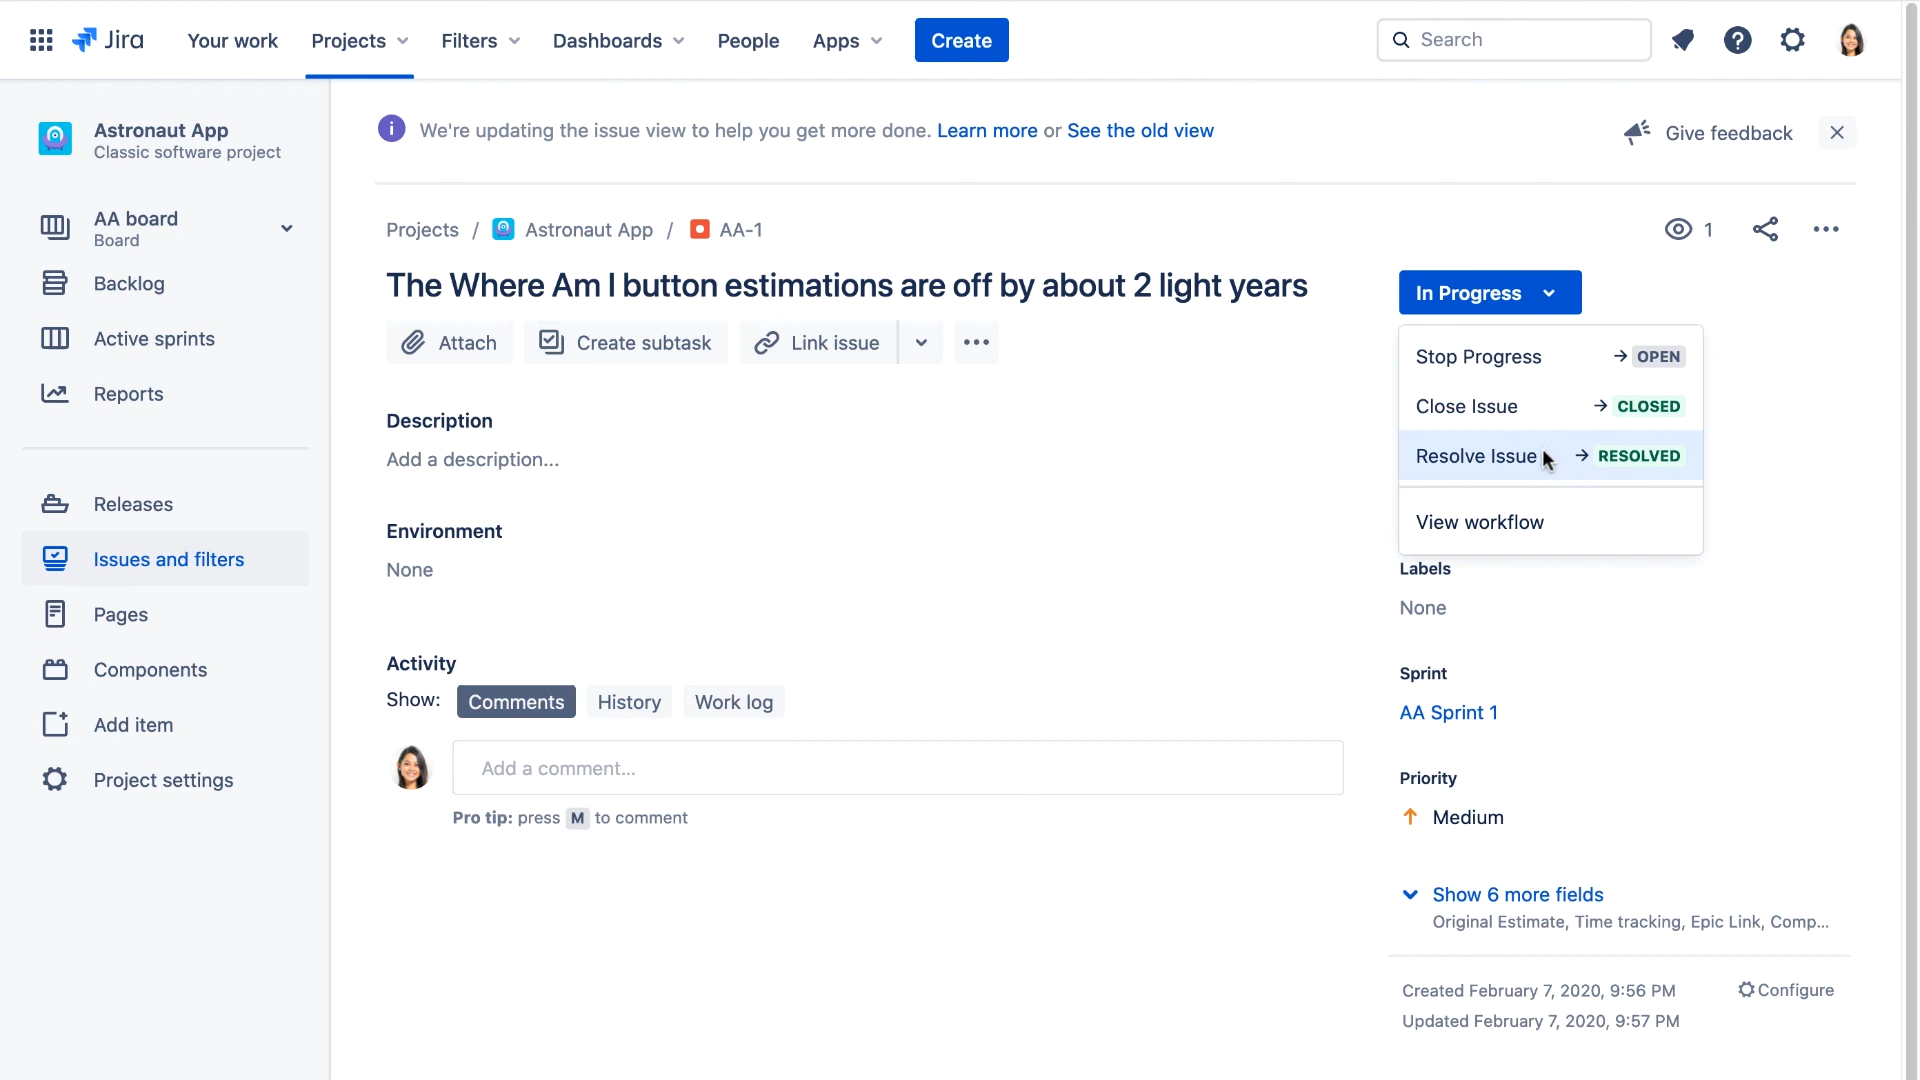 Jira
Your work
Projects
Filters
Dashboards
People
Apps
Create
Search
Astronaut App
Classic software project
AA board
Board
Backlog
Active sprints
Reports
Releases
Issues and filters
Pages
Components
Add item
Project settings
We're updating the issue view to help you get more done. Learn more or See the old view
Give feedback
Projects / Astronaut App / AA-1
1
The Where Am I button estimations are off by about 2 light years
Attach
Create subtask
Link issue
Description
Add a description...
Environment
None
Activity
Show:
Comments
History
Work log
Add a comment...
Pro tip: press M to comment
In Progress
Stop Progress → OPEN
Close Issue → CLOSED
Resolve Issue → RESOLVED
View workflow
Labels
None
Sprint
AA Sprint 1
Priority
Medium
Show 6 more fields
Original Estimate, Time tracking, Epic Link, Comp...
Created February 7, 2020, 9:56 PM
Configure
Updated February 7, 2020, 9:57 PM